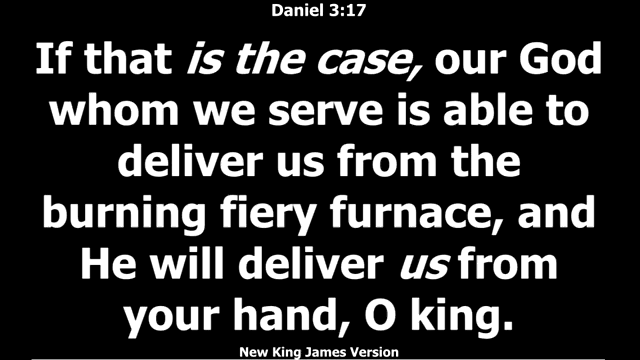 Daniel 3:17
If that is the case, our God
whom we serve is able to
deliver us from the
burning fiery furnace, and
He will deliver us from
your hand, O king.
New King James Version